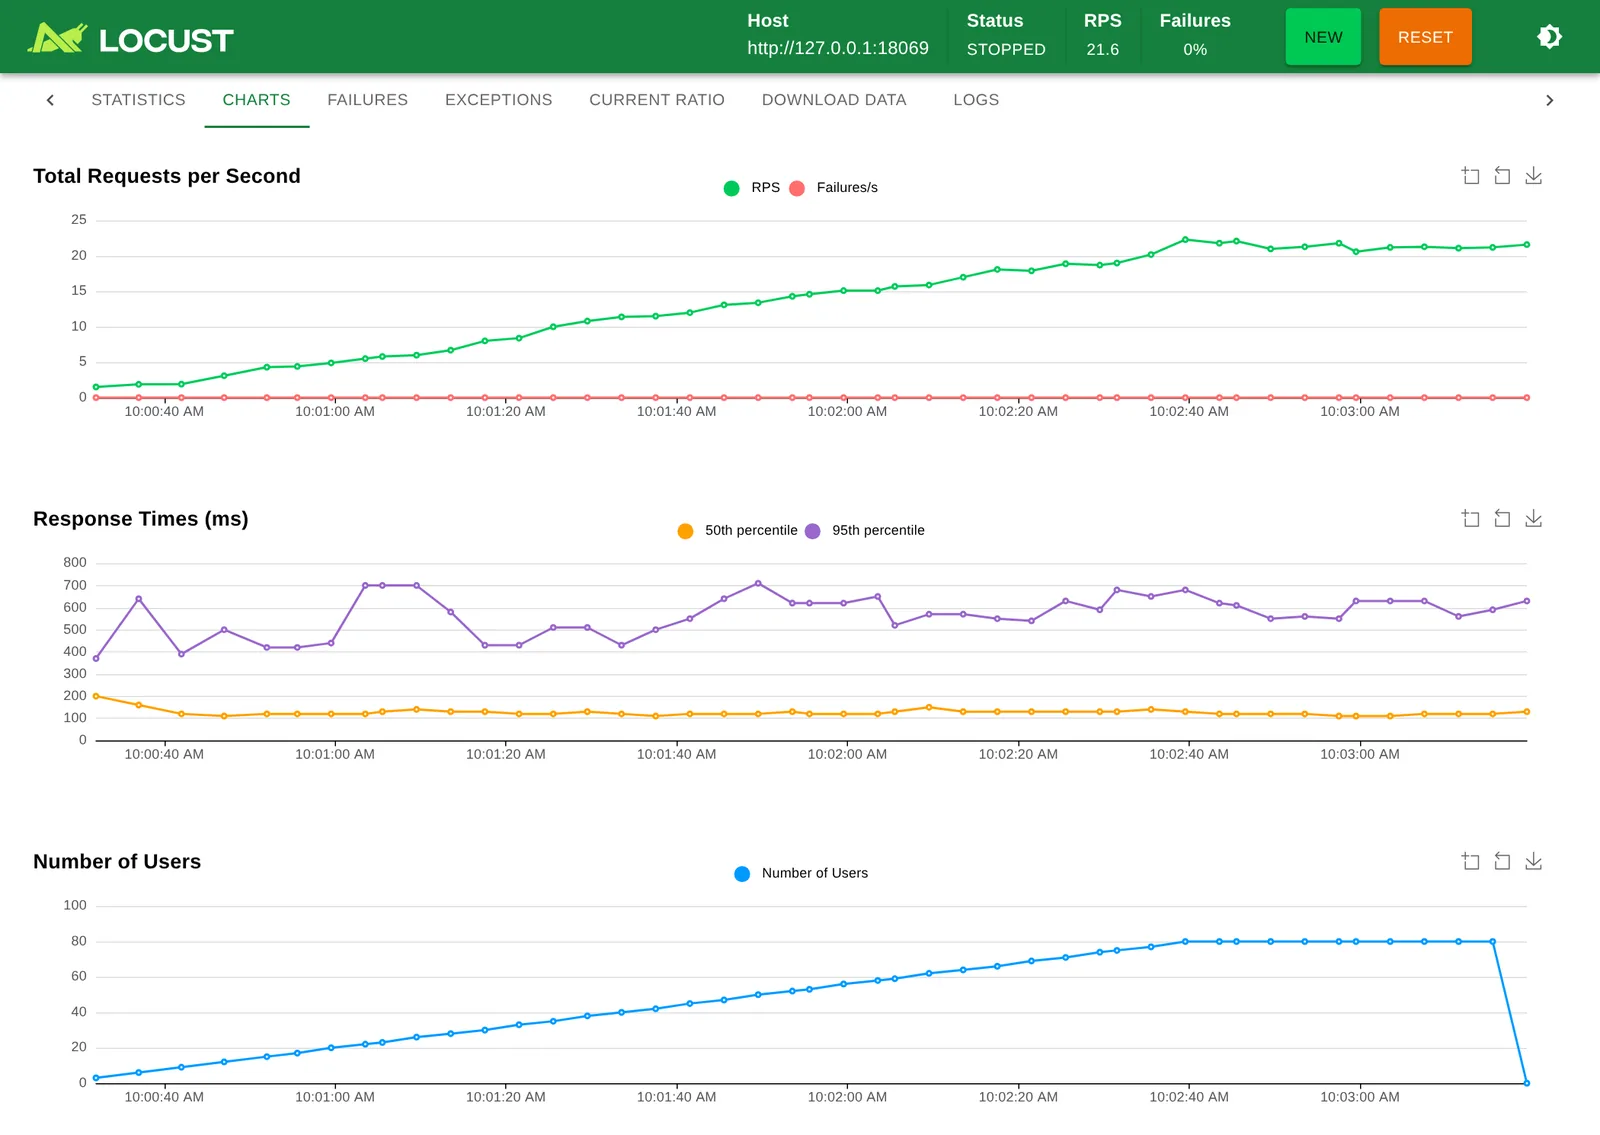 LOCUST
Host
http://127.0.0.1:18069
Status
STOPPED
RPS
21.6
Failures
0%
NEW
RESET
STATISTICS
CHARTS
FAILURES
EXCEPTIONS
CURRENT RATIO
DOWNLOAD DATA
LOGS
Total Requests per Second
RPS
Failures/s
25
20
15
10
5
0
10:00:40 AM
10:01:00 AM
10:01:20 AM
10:01:40 AM
10:02:00 AM
10:02:20 AM
10:02:40 AM
10:03:00 AM
Response Times (ms)
50th percentile
95th percentile
800
700
600
500
400
300
200
100
0
10:00:40 AM
10:01:00 AM
10:01:20 AM
10:01:40 AM
10:02:00 AM
10:02:20 AM
10:02:40 AM
10:03:00 AM
Number of Users
Number of Users
100
80
60
40
20
0
10:00:40 AM
10:01:00 AM
10:01:20 AM
10:01:40 AM
10:02:00 AM
10:02:20 AM
10:02:40 AM
10:03:00 AM